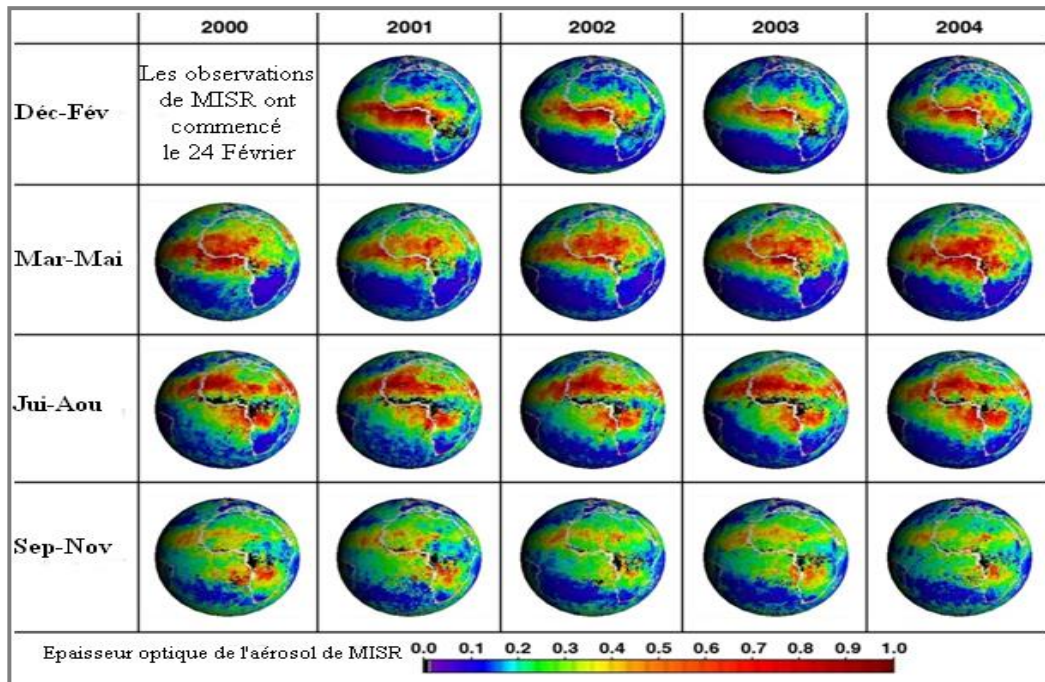 2000 2001 2002 2003 2004
Déc-Fév
Les observations
de MISR ont
commencé
le 24 Février
Mar-Mai
Jui-Aou
Sep-Nov
Epaisseur optique de l'aérosol de MISR
0.0 0.1 0.2 0.3 0.4 0.5 0.6 0.7 0.8 0.9 1.0